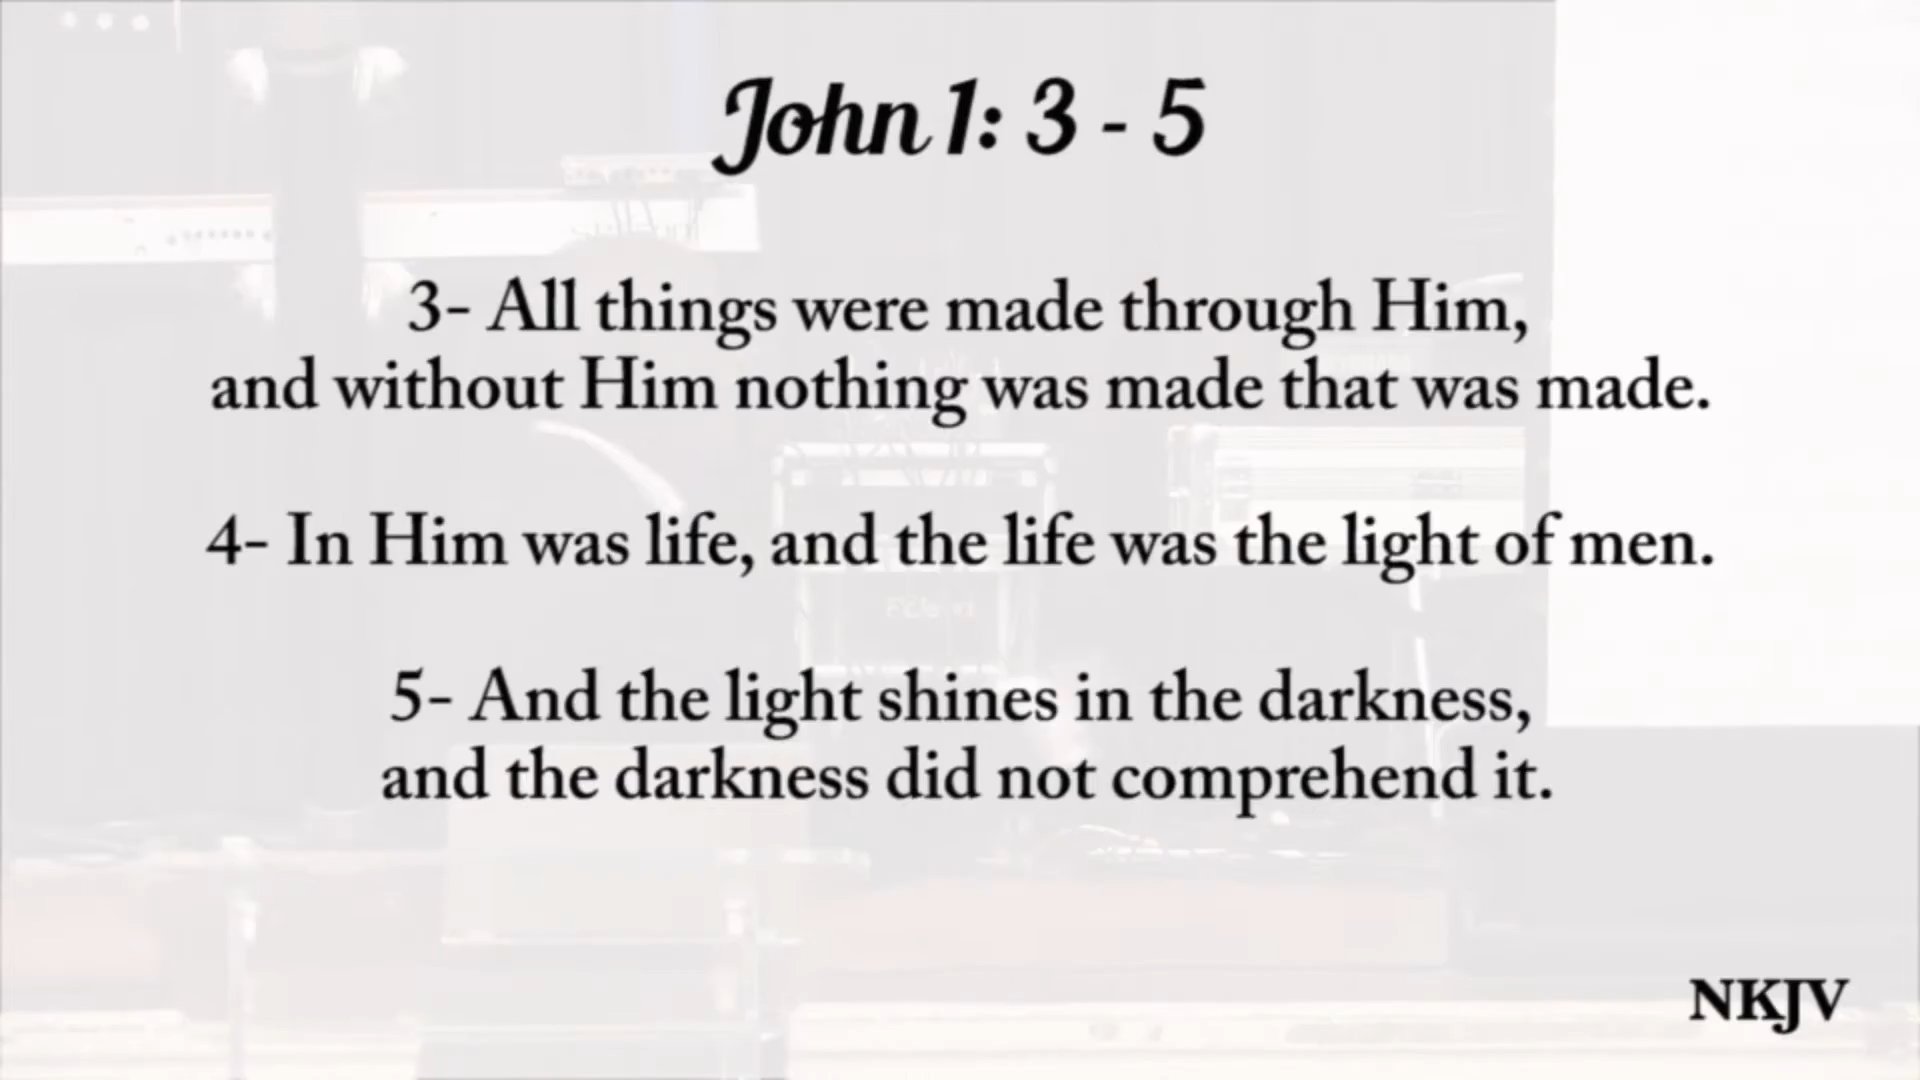 John 1: 3 - 5
3- All things were made through Him,
and without Him nothing was made that was made.
4- In Him was life, and the life was the light of men.
5- And the light shines in the darkness,
and the darkness did not comprehend it.
NKJV